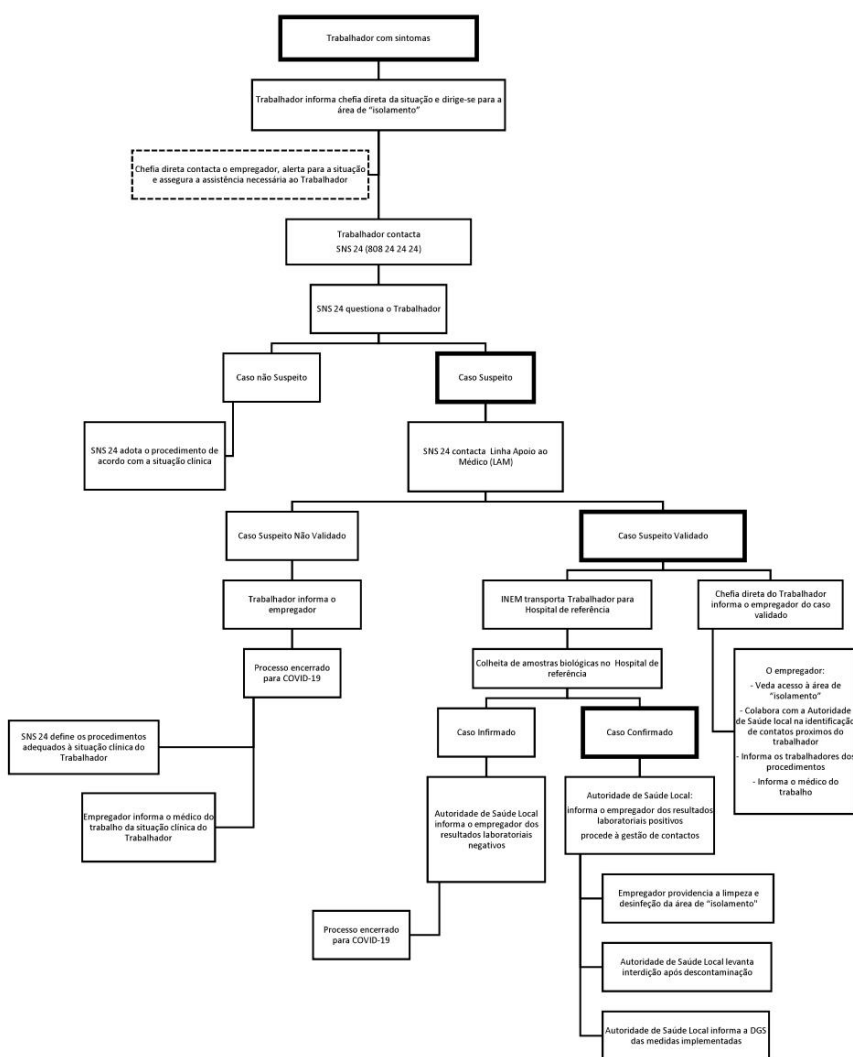 Trabalhador com sintomas
Trabalhador informa chefia direta da situação e dirige-se para a
área de “isolamento”
Chefia direta contacta o empregador, alerta para a situação
e assegura a assistência necessária ao Trabalhador
Trabalhador contacta
SNS 24 (808 24 24 24)
SNS 24 questiona o Trabalhador
Caso não Suspeito
Caso Suspeito
SNS 24 adota o procedimento de
acordo com a situação clínica
SNS 24 contacta Linha Apoio ao
Médico (LAM)
Caso Suspeito Não Validado
Caso Suspeito Validado
Trabalhador informa o
empregador
INEM transporta Trabalhador para
Hospital de referência
Chefia direta do Trabalhador
informa o empregador do caso
validado
Processo encerrado
para COVID-19
Colheita de amostras biológicas no Hospital de
referência
O empregador:
- Veda acesso à área de
“isolamento”
- Colabora com a Autoridade
de Saúde local na identificação
de contatos proximos do
trabalhador
- Informa os trabalhadores dos
procedimentos
- Informa o médico do
trabalho
SNS 24 define os procedimentos
adequados à situação clínica do
Trabalhador
Caso Infirmado
Caso Confirmado
Empregador informa o médico do
trabalho da situação clínica do
Trabalhador
Autoridade de Saúde Local
informa o empregador dos
resultados laboratoriais
negativos
Autoridade de Saúde Local:
informa o empregador dos resultados
laboratoriais positivos
procede à gestão de contactos
Processo encerrado
para COVID-19
Empregador providencia a limpeza e
desinfeção da área de “isolamento”
Autoridade de Saúde Local levanta
interdição após descontaminação
Autoridade de Saúde Local informa a DGS
das medidas implementadas